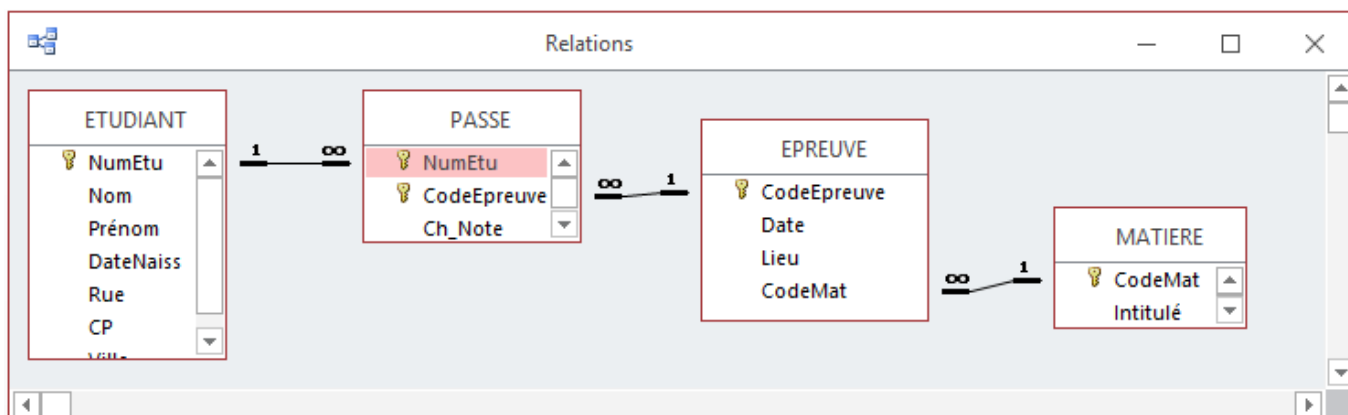 Relations
ETUDIANT
NumEtu
Nom
Prénom
DateNaiss
Rue
CP
Ville
1
∞
PASSE
NumEtu
CodeEpreuve
Ch_Note
∞
1
EPREUVE
CodeEpreuve
Date
Lieu
CodeMat
∞
1
MATIERE
CodeMat
Intitulé